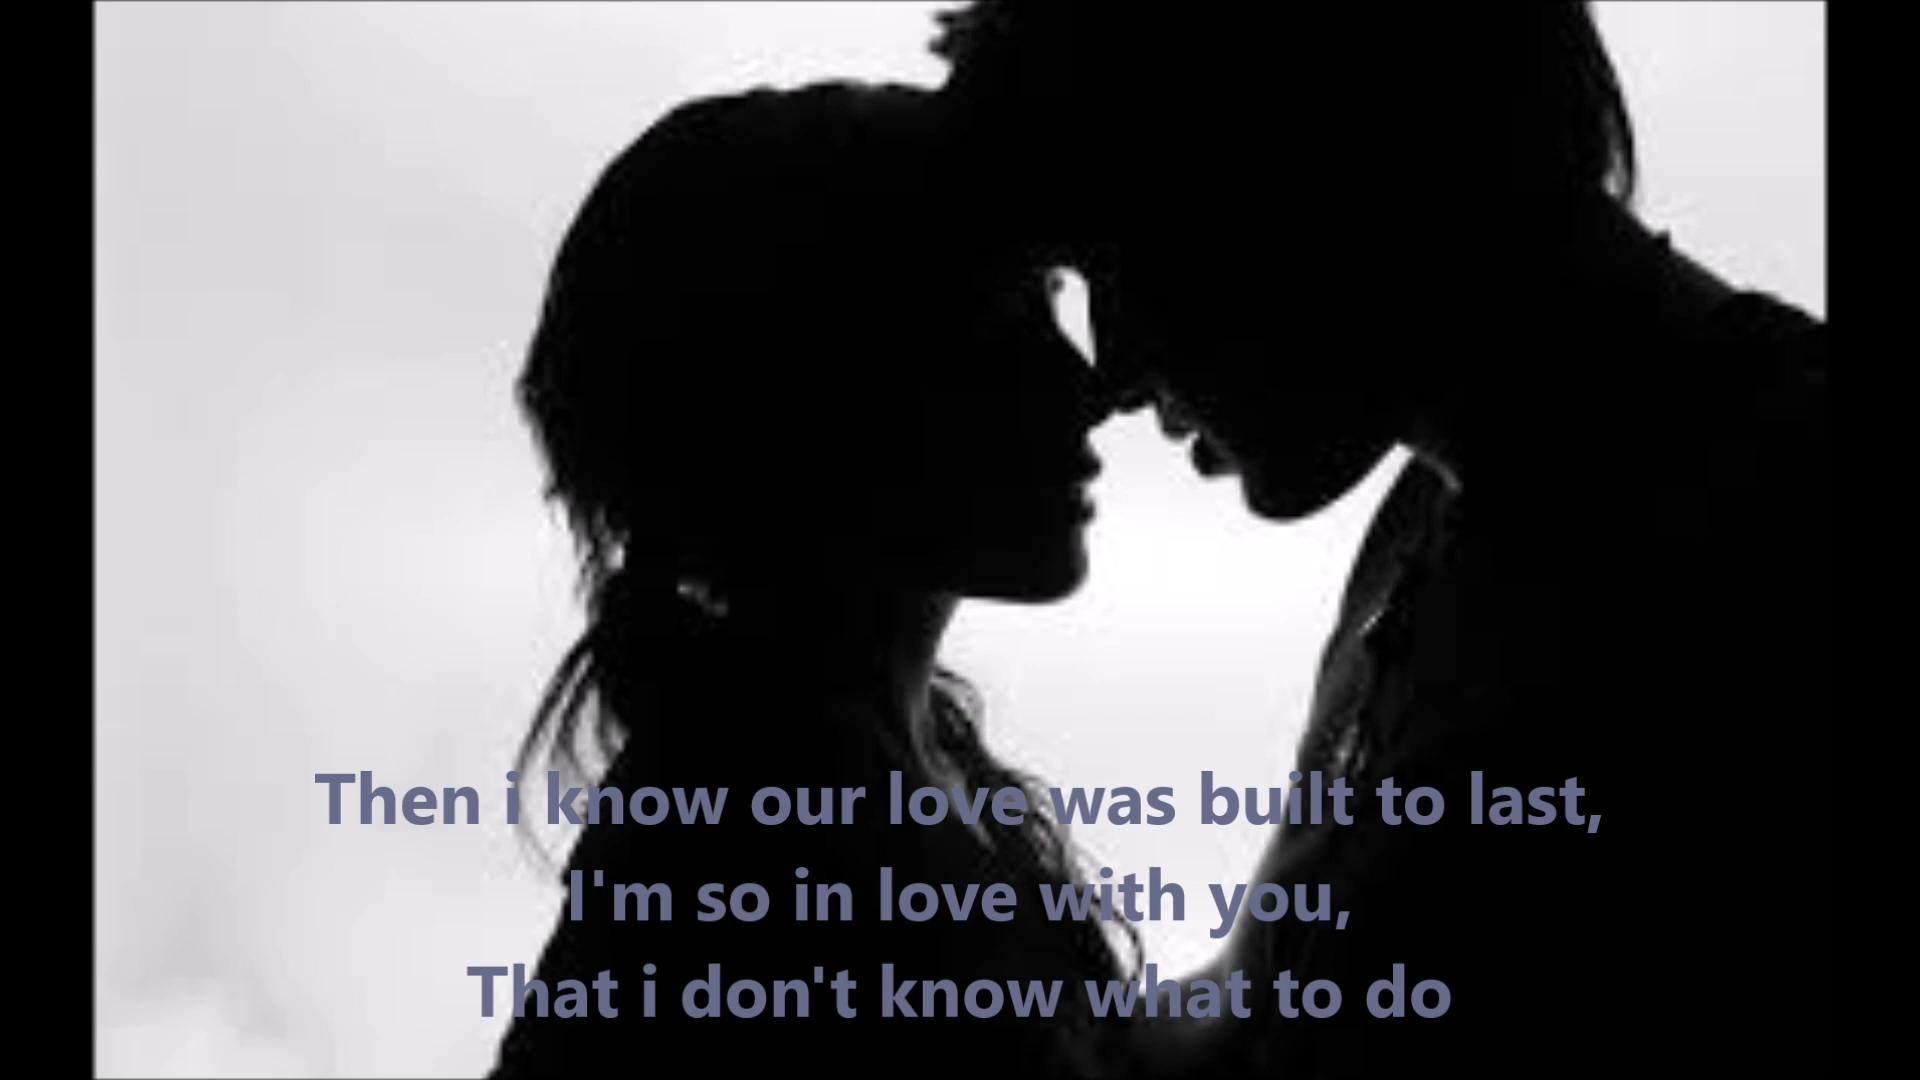 Then i know our love was built to last,
I'm so in love with you,
That i don't know what to do